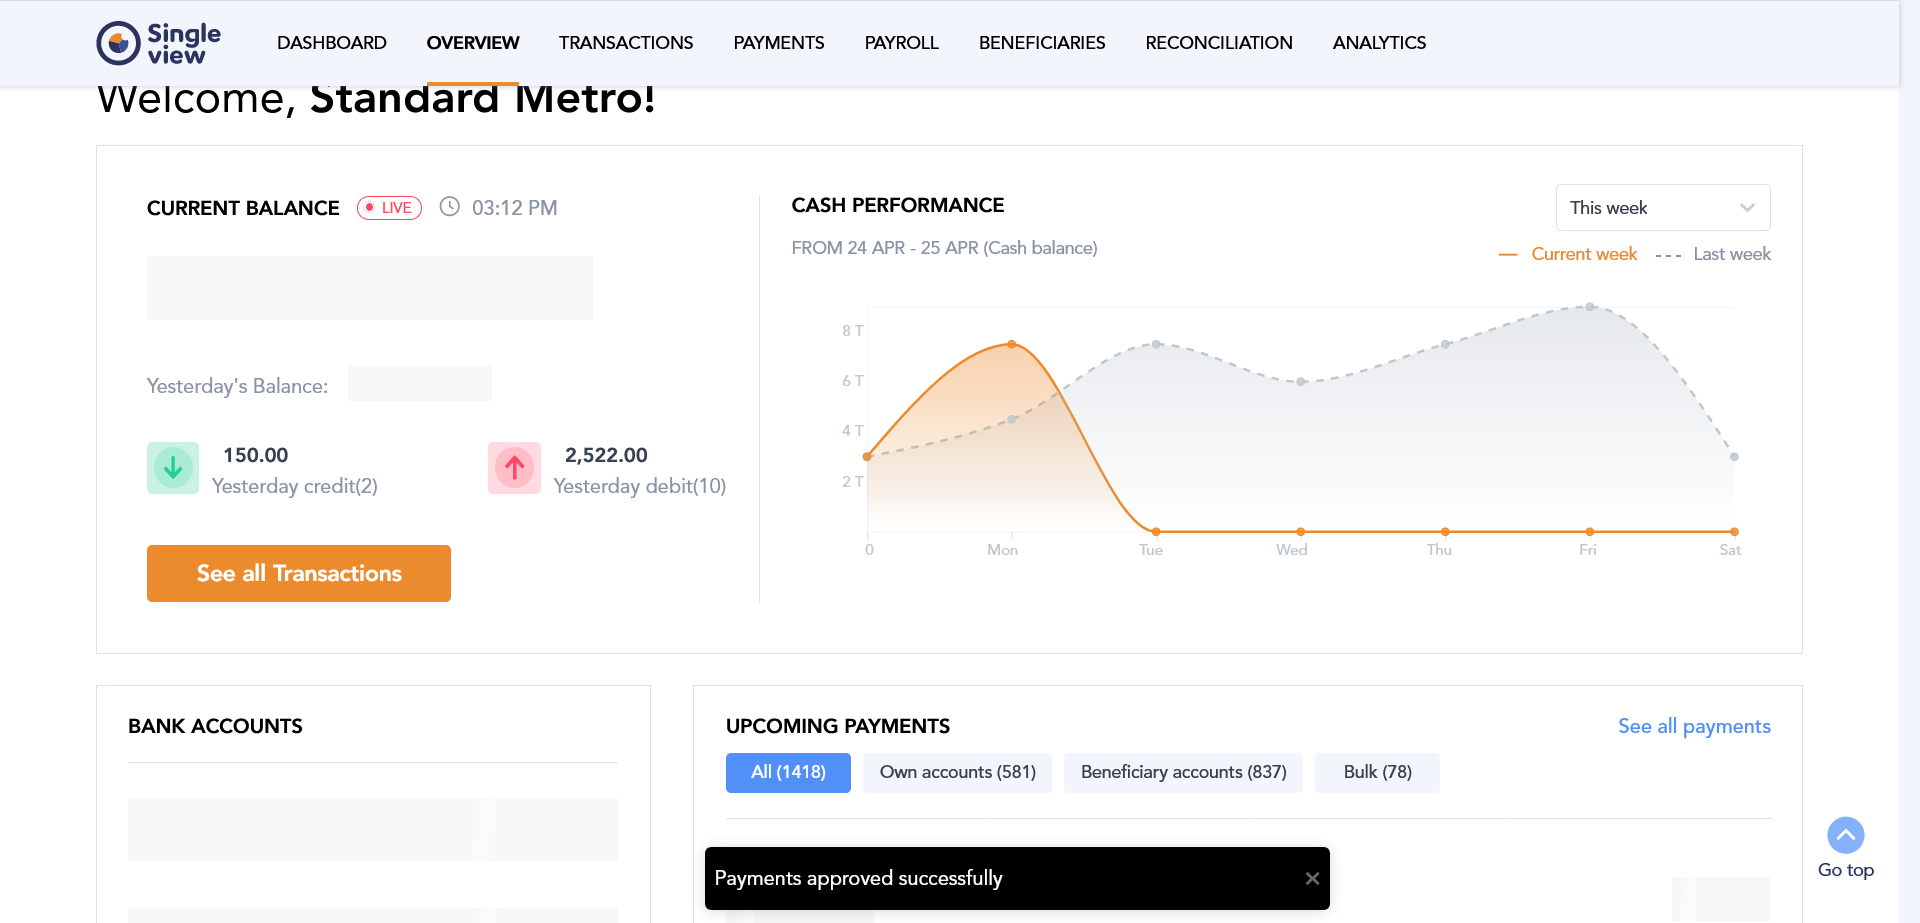 Single
view
DASHBOARD
OVERVIEW
TRANSACTIONS
PAYMENTS
PAYROLL
BENEFICIARIES
RECONCILIATION
ANALYTICS
Welcome, Standard Metro!
CURRENT BALANCE
LIVE
03:12 PM
Yesterday's Balance:
150.00
Yesterday credit(2)
2,522.00
Yesterday debit(10)
See all Transactions
CASH PERFORMANCE
This week
FROM 24 APR - 25 APR (Cash balance)
Current week
Last week
8 T
6 T
4 T
2 T
0
Mon
Tue
Wed
Thu
Fri
Sat
BANK ACCOUNTS
UPCOMING PAYMENTS
See all payments
All (1418)
Own accounts (581)
Beneficiary accounts (837)
Bulk (78)
Payments approved successfully
Go top